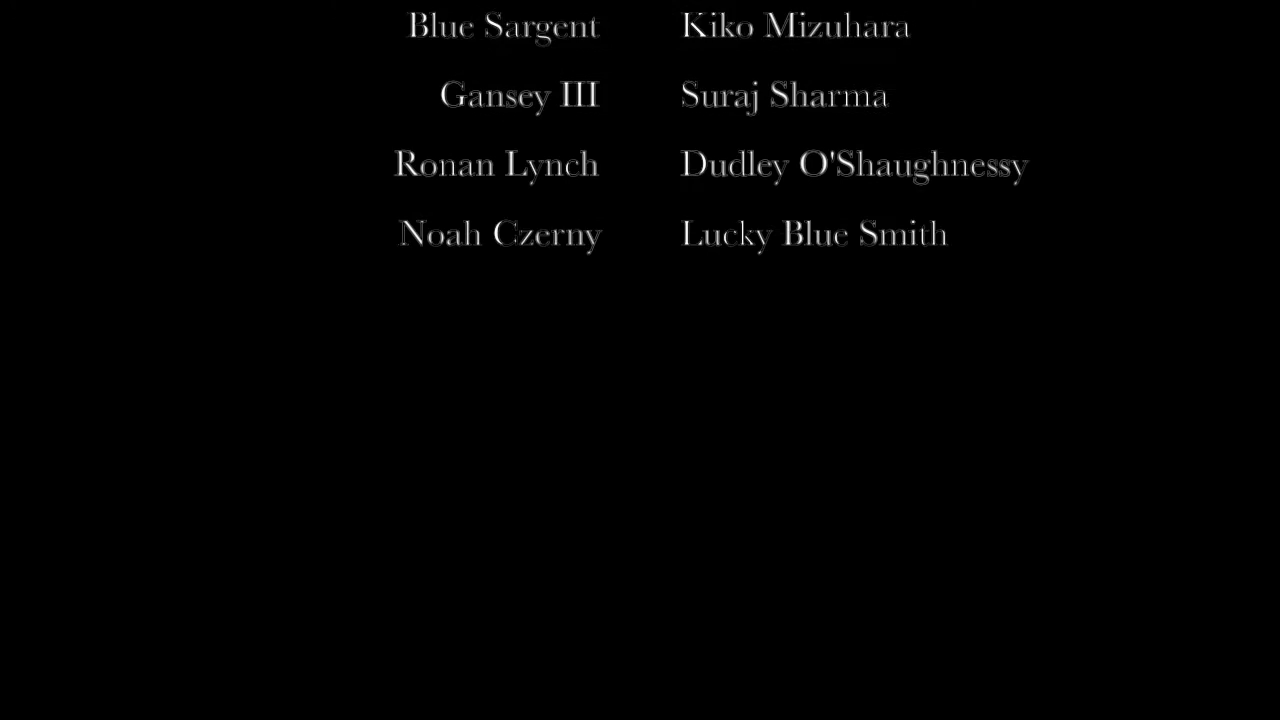 Blue Sargent Kiko Mizuhara
Gansey III Suraj Sharma
Ronan Lynch Dudley O'Shaughnessy
Noah Czerny Lucky Blue Smith